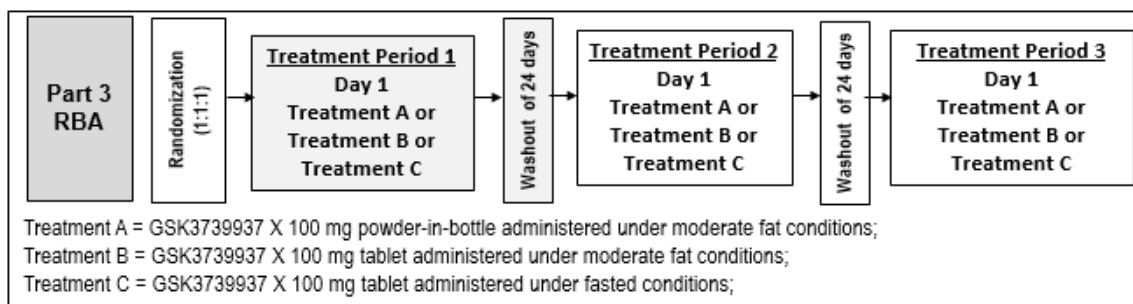 Part 3
RBA
Randomization
(1:1:1)
Treatment Period 1
Day 1
Treatment A or
Treatment B or
Treatment C
Washout of 24 days
Treatment Period 2
Day 1
Treatment A or
Treatment B or
Treatment C
Washout of 24 days
Treatment Period 3
Day 1
Treatment A or
Treatment B or
Treatment C
Treatment A = GSK3739937 X 100 mg powder-in-bottle administered under moderate fat conditions;
Treatment B = GSK3739937 X 100 mg tablet administered under moderate fat conditions;
Treatment C = GSK3739937 X 100 mg tablet administered under fasted conditions;